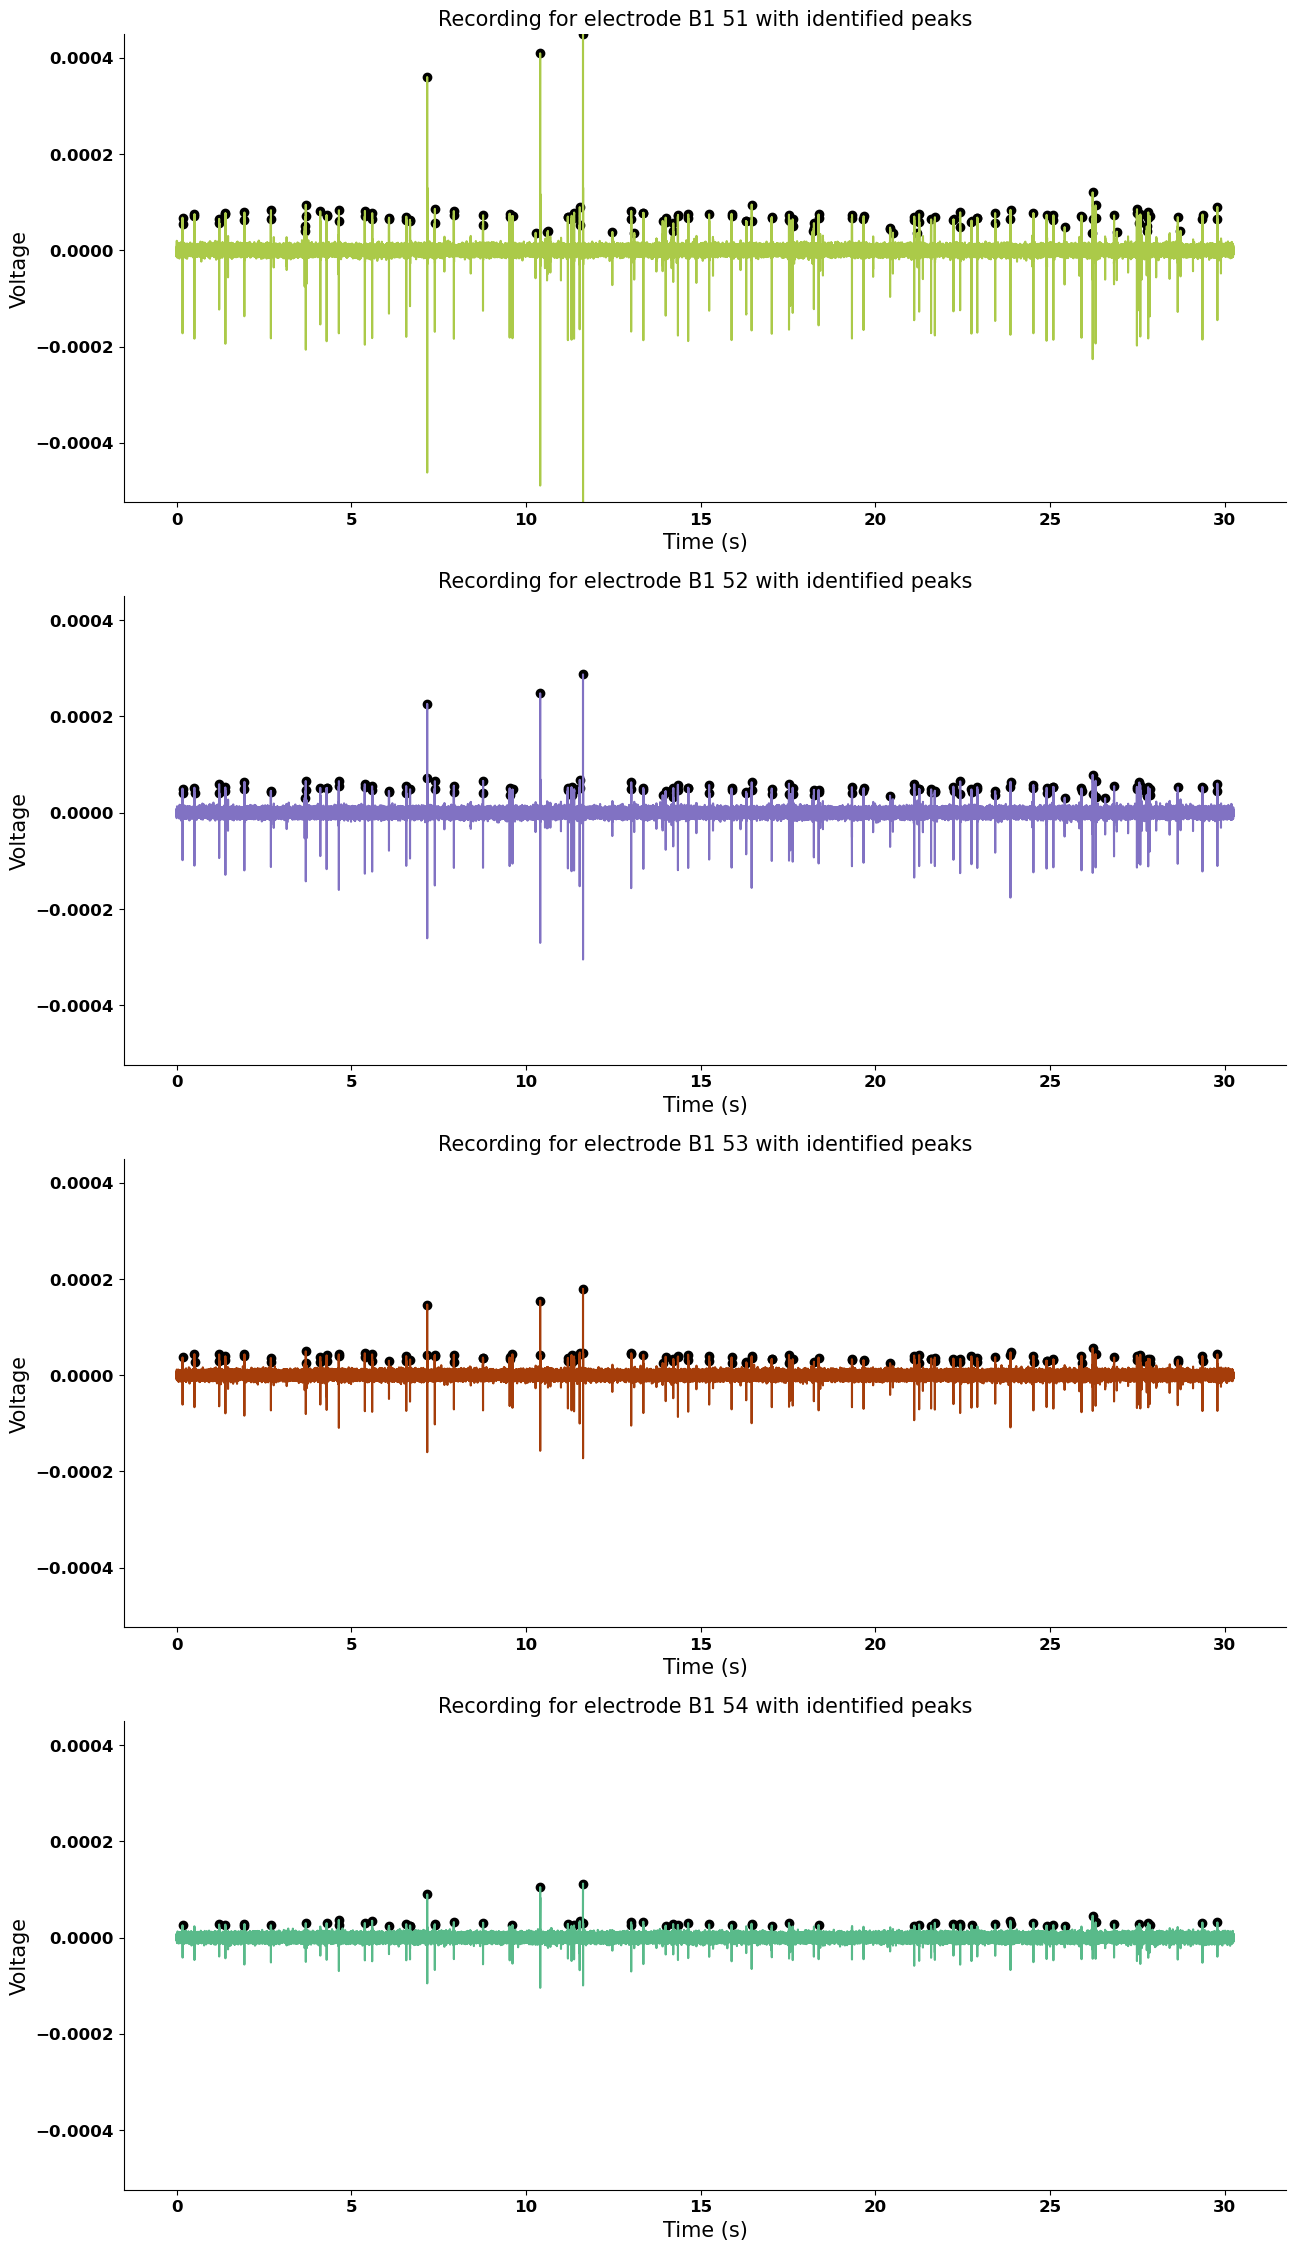 Recording for electrode B1 51 with identified peaks
0.0004
0.0002
0.0000
−0.0002
−0.0004
Voltage
0 5 10 15 20 25 30
Time (s)
Recording for electrode B1 52 with identified peaks
0.0004
0.0002
0.0000
−0.0002
−0.0004
Voltage
0 5 10 15 20 25 30
Time (s)
Recording for electrode B1 53 with identified peaks
0.0004
0.0002
0.0000
−0.0002
−0.0004
Voltage
0 5 10 15 20 25 30
Time (s)
Recording for electrode B1 54 with identified peaks
0.0004
0.0002
0.0000
−0.0002
−0.0004
Voltage
0 5 10 15 20 25 30
Time (s)